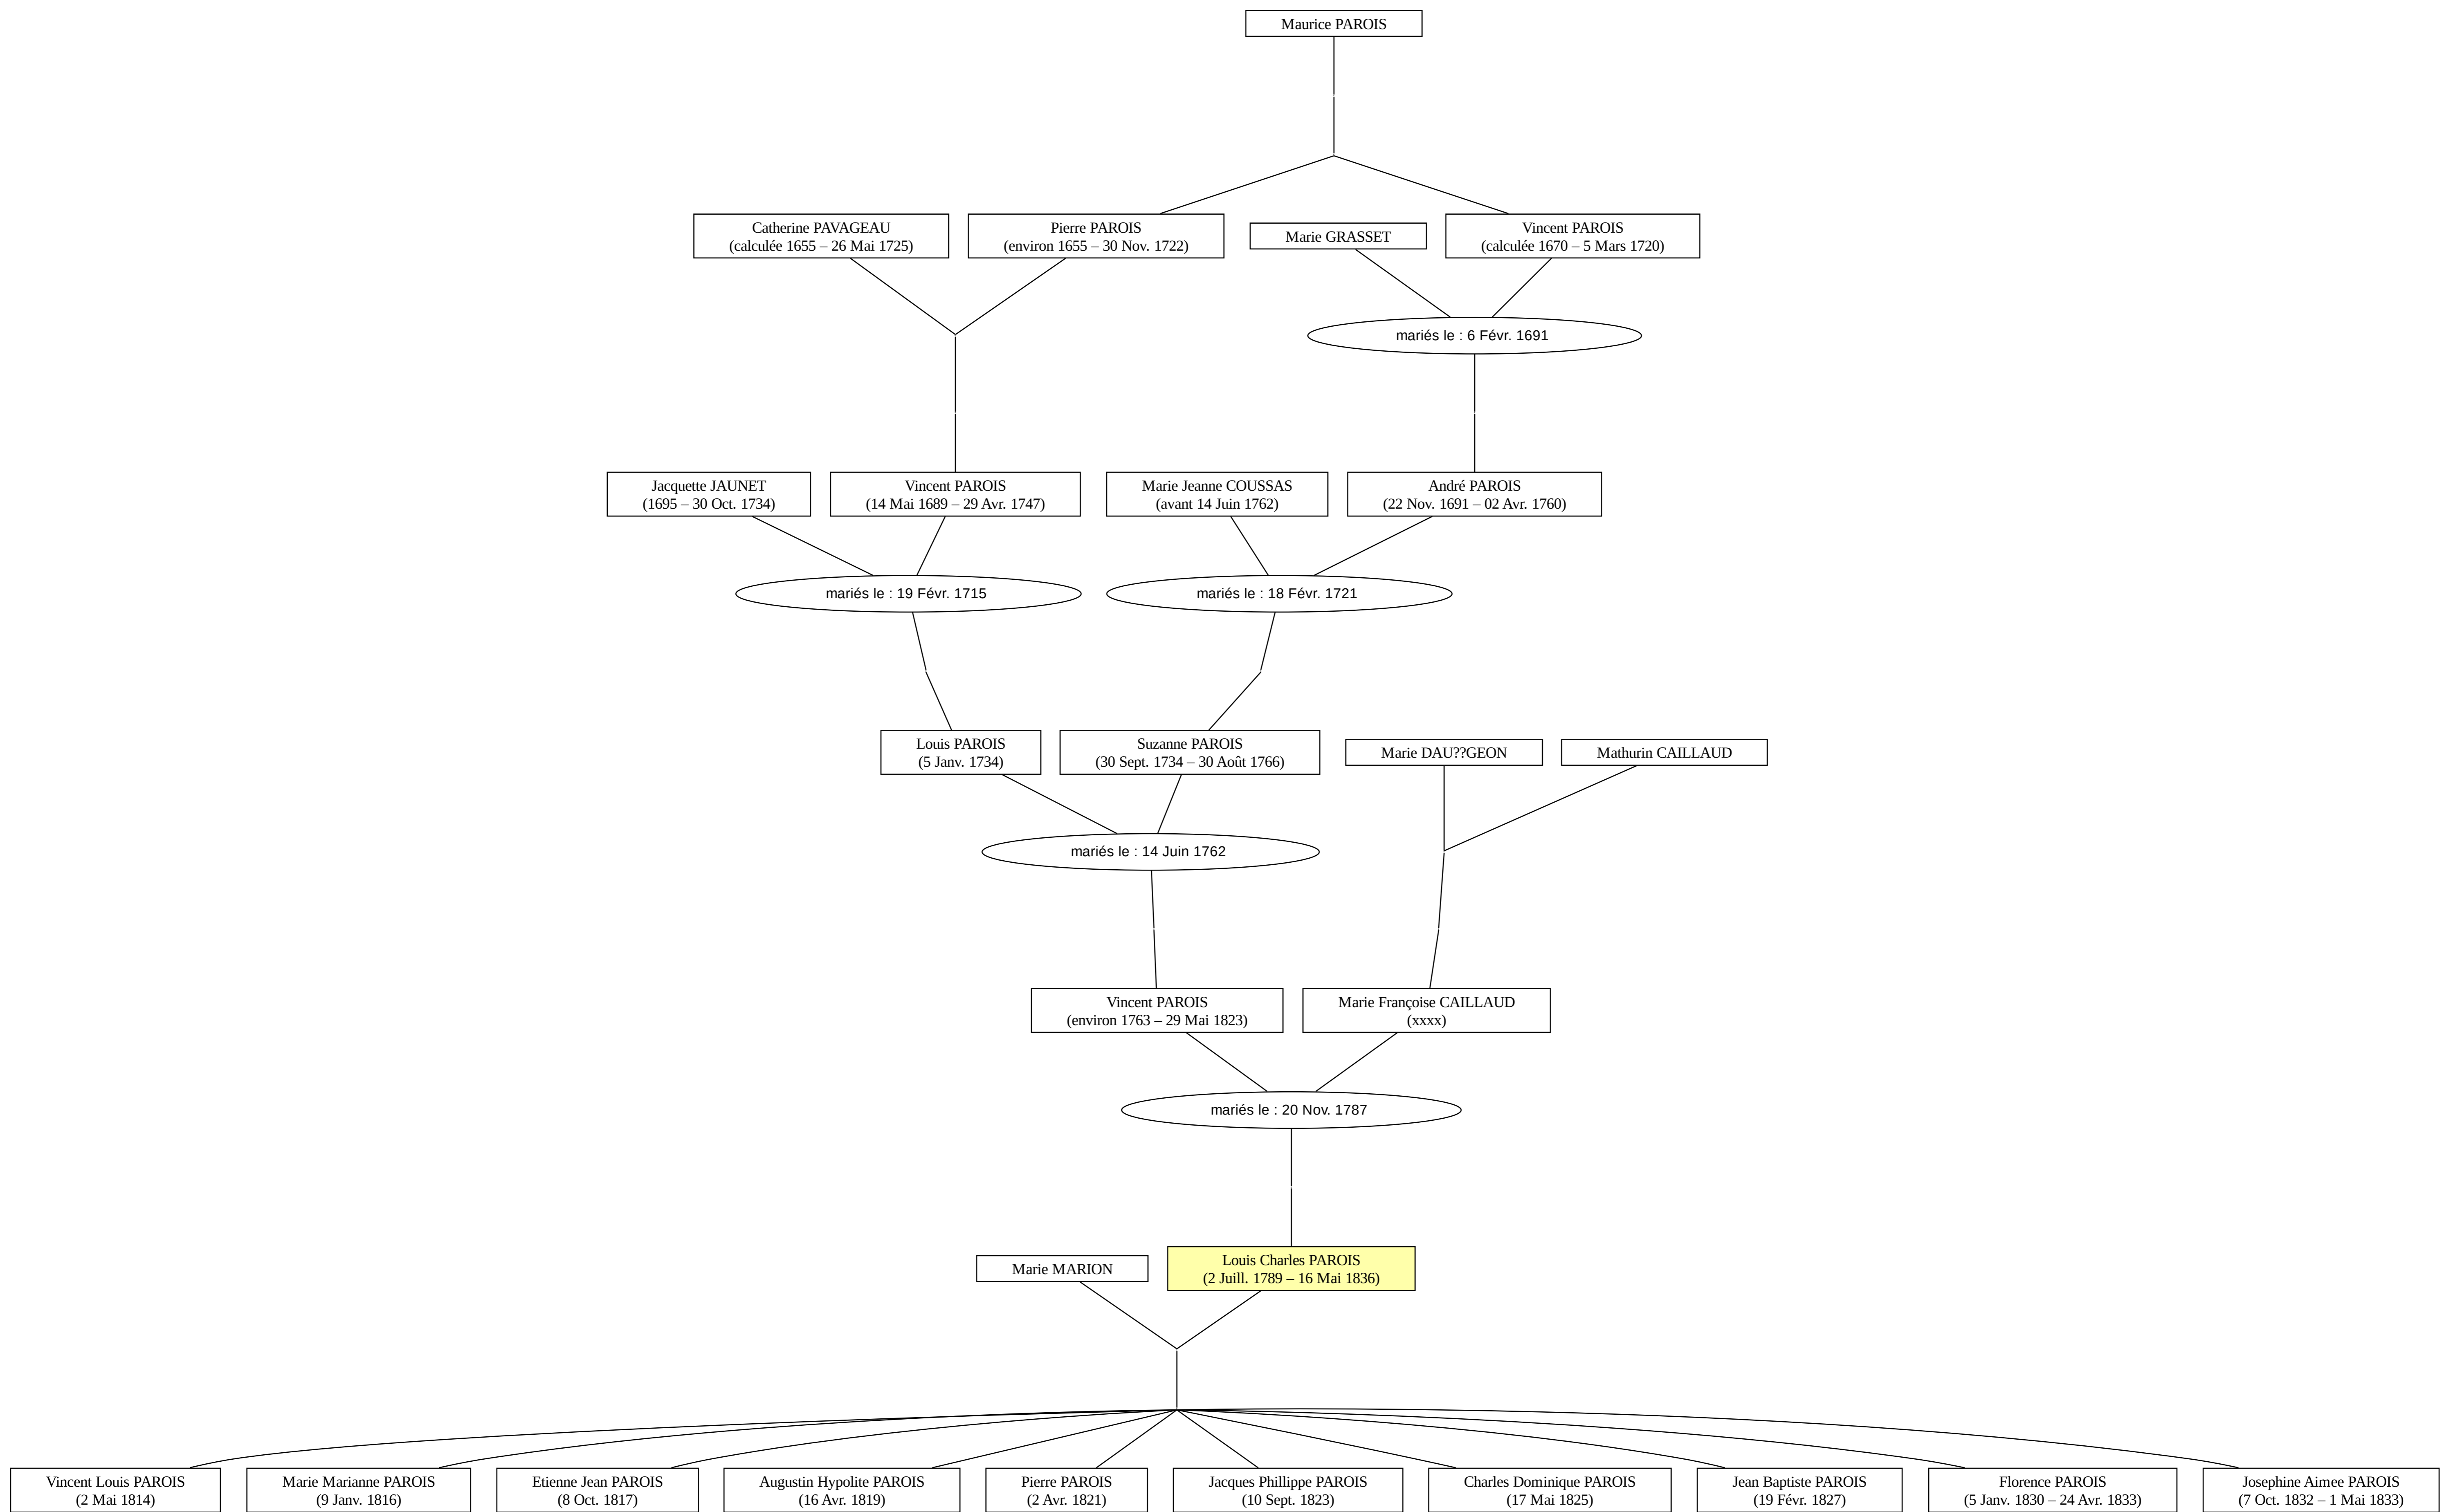 Maurice PAROIS
Catherine PAVAGEAU
(calculée 1655 – 26 Mai 1725)
Pierre PAROIS
(environ 1655 – 30 Nov. 1722)
Marie GRASSET
Vincent PAROIS
(calculée 1670 – 5 Mars 1720)
mariés le : 6 Févr. 1691
Jacquette JAUNET
(1695 – 30 Oct. 1734)
Vincent PAROIS
(14 Mai 1689 – 29 Avr. 1747)
Marie Jeanne COUSSAS
(avant 14 Juin 1762)
André PAROIS
(22 Nov. 1691 – 02 Avr. 1760)
mariés le : 19 Févr. 1715
mariés le : 18 Févr. 1721
Louis PAROIS
(5 Janv. 1734)
Suzanne PAROIS
(30 Sept. 1734 – 30 Août 1766)
Marie DAU??GEON
Mathurin CAILLAUD
mariés le : 14 Juin 1762
Vincent PAROIS
(environ 1763 – 29 Mai 1823)
Marie Françoise CAILLAUD
(xxxx)
mariés le : 20 Nov. 1787
Marie MARION
Louis Charles PAROIS
(2 Juill. 1789 – 16 Mai 1836)
Vincent Louis PAROIS
(2 Mai 1814)
Marie Marianne PAROIS
(9 Janv. 1816)
Etienne Jean PAROIS
(8 Oct. 1817)
Augustin Hypolite PAROIS
(16 Avr. 1819)
Pierre PAROIS
(2 Avr. 1821)
Jacques Phillippe PAROIS
(10 Sept. 1823)
Charles Dominique PAROIS
(17 Mai 1825)
Jean Baptiste PAROIS
(19 Févr. 1827)
Florence PAROIS
(5 Janv. 1830 – 24 Avr. 1833)
Josephine Aimee PAROIS
(7 Oct. 1832 – 1 Mai 1833)